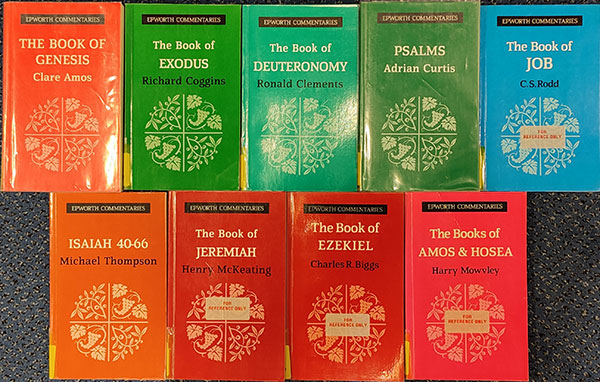 EPWORTH COMMENTARIES
THE BOOK OF
GENESIS
Clare Amos
EPWORTH COMMENTARIES
The Book of
EXODUS
Richard Coggins
EPWORTH COMMENTARIES
The Book of
DEUTERONOMY
Ronald Clements
EPWORTH COMMENTARIES
PSALMS
Adrian Curtis
EPWORTH COMMENTARIES
The Book of
JOB
C.S. Rodd
FOR
REFERENCE ONLY
EPWORTH COMMENTARIES
ISAIAH 40-66
Michael Thompson
EPWORTH COMMENTARIES
The Book of
JEREMIAH
Henry McKeating
FOR
REFERENCE ONLY
EPWORTH COMMENTARIES
The Book of
EZEKIEL
Charles R. Biggs
FOR
REFERENCE ONLY
EPWORTH COMMENTARIES
The Books of
AMOS & HOSEA
Harry Mowvley
FOR
REFERENCE ONLY